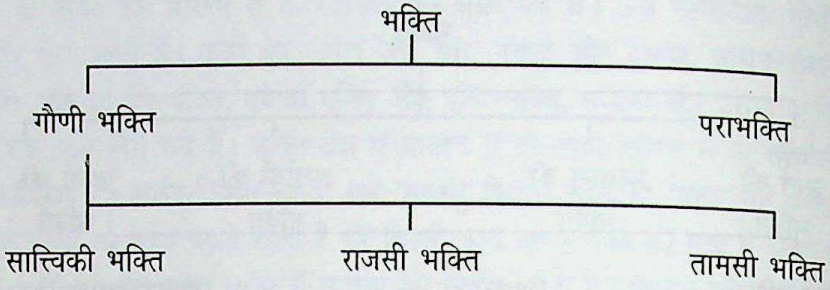 भक्ति
गौणी भक्ति पराभक्ति
सात्त्विकी भक्ति राजसी भक्ति तामसी भक्ति